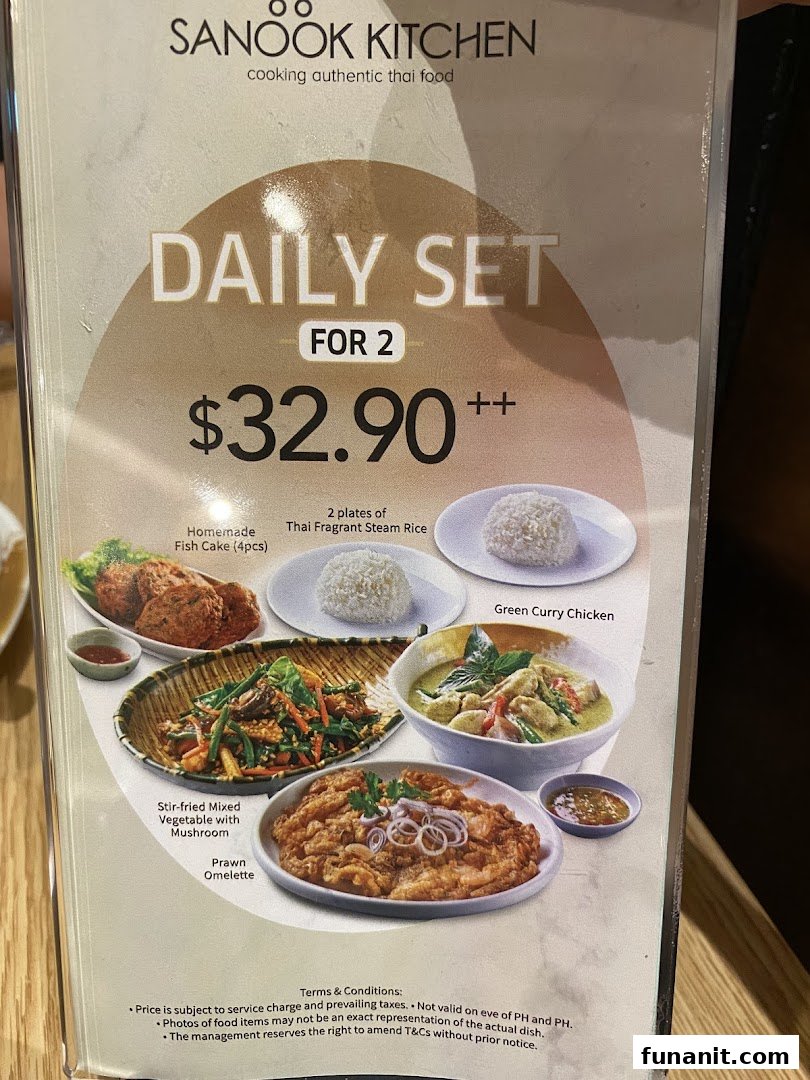 SANOOK KITCHEN
cooking authentic thai food
DAILY SET
FOR 2
$32.90++
2 plates of
Thai Fragrant Steam Rice
Homemade
Fish Cake (4pcs)
Green Curry Chicken
Stir-fried Mixed
Vegetable with
Mushroom
Prawn
Omelette
Terms & Conditions:
• Price is subject to service charge and prevailing taxes. • Not valid on eve of PH and PH.
• Photos of food items may not be an exact representation of the actual dish.
• The management reserves the right to amend T&Cs without prior notice.
funanit.com